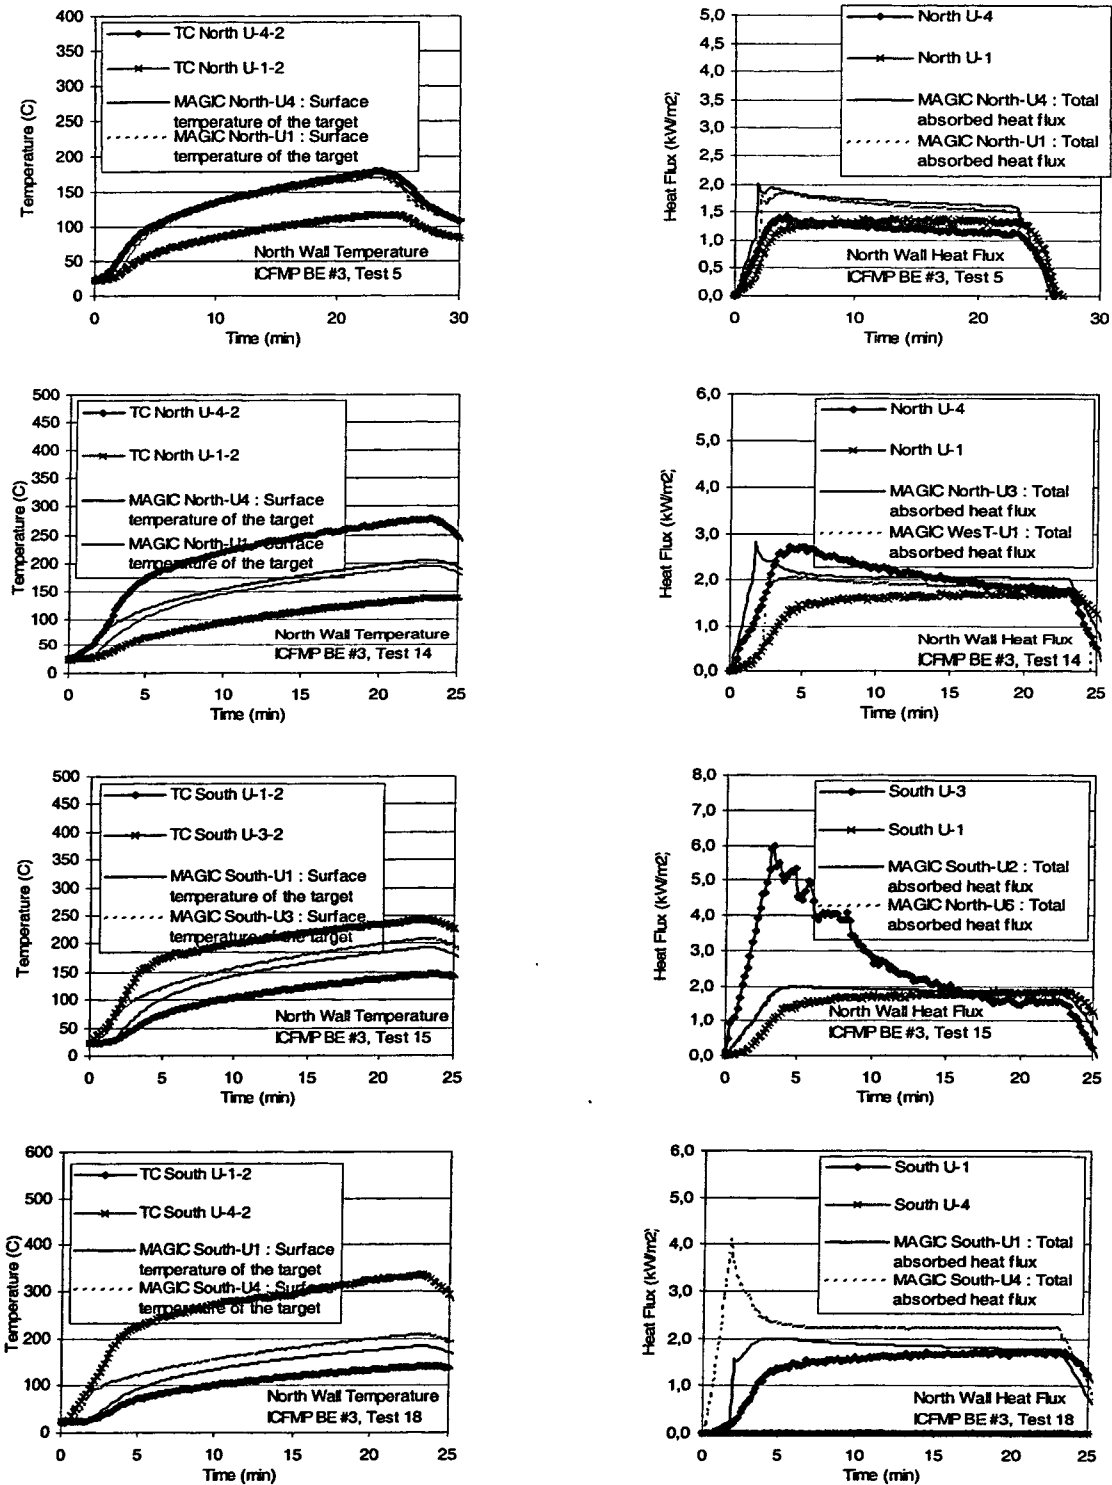 400
350
300
250
200
150
100
50
0
Temperature (C)
TC North U-4-2
TC North U-1-2
MAGIC North-U4 : Surface
temperature of the target
MAGIC North-U1 : Surface
temperature of the target
North Wall Temperature
ICFMP BE #3, Test 5
0 10 20 30
Time (min)
5,0
4,5
4,0
3,5
3,0
2,5
2,0
1,5
1,0
0,5
0,0
Heat Flux (kW/m2;
North U-4
North U-1
MAGIC North-U4 : Total
absorbed heat flux
MAGIC North-U1 : Total
absorbed heat flux
North Wall Heat Flux
ICFMP BE #3, Test 5
0 10 20 30
Time (min)
500
450
400
350
300
250
200
150
100
50
0
Temperature (C)
TC North U-4-2
TC North U-1-2
MAGIC North-U4 : Surface
temperature of the target
MAGIC North-U1 : Surface
temperature of the target
North Wall Temperature
ICFMP BE #3, Test 14
0 5 10 15 20 25
Time (min)
6,0
5,0
4,0
3,0
2,0
1,0
0,0
Heat Flux (kW/m2;
North U-4
North U-1
MAGIC North-U3 : Total
absorbed heat flux
MAGIC WesT-U1 : Total
absorbed heat flux
North Wall Heat Flux
ICFMP BE #3, Test 14
0 5 10 15 20 25
Time (min)
500
450
400
350
300
250
200
150
100
50
0
Temperature (C)
TC South U-1-2
TC South U-3-2
MAGIC South-U1 : Surface
temperature of the target
MAGIC South-U3 : Surface
temperature of the target
North Wall Temperature
ICFMP BE #3, Test 15
0 5 10 15 20 25
Time (min)
8,0
7,0
6,0
5,0
4,0
3,0
2,0
1,0
0,0
Heat Flux (kW/m2;
South U-3
South U-1
MAGIC South-U2 : Total
absorbed heat flux
MAGIC North-U6 : Total
absorbed heat flux
North Wall Heat Flux
ICFMP BE #3, Test 15
0 5 10 15 20 25
Time (min)
600
500
400
300
200
100
0
Temperature (C)
TC South U-1-2
TC South U-4-2
MAGIC South-U1 : Surface
temperature of the target
MAGIC South-U4 : Surface
temperature of the target
North Wall Temperature
ICFMP BE #3, Test 18
0 5 10 15 20 25
Time (min)
6,0
5,0
4,0
3,0
2,0
1,0
0,0
Heat Flux (kW/m2;
South U-1
South U-4
MAGIC South-U1 : Total
absorbed heat flux
MAGIC South-U4 : Total
absorbed heat flux
North Wall Heat Flux
ICFMP BE #3, Test 18
0 5 10 15 20 25
Time (min)